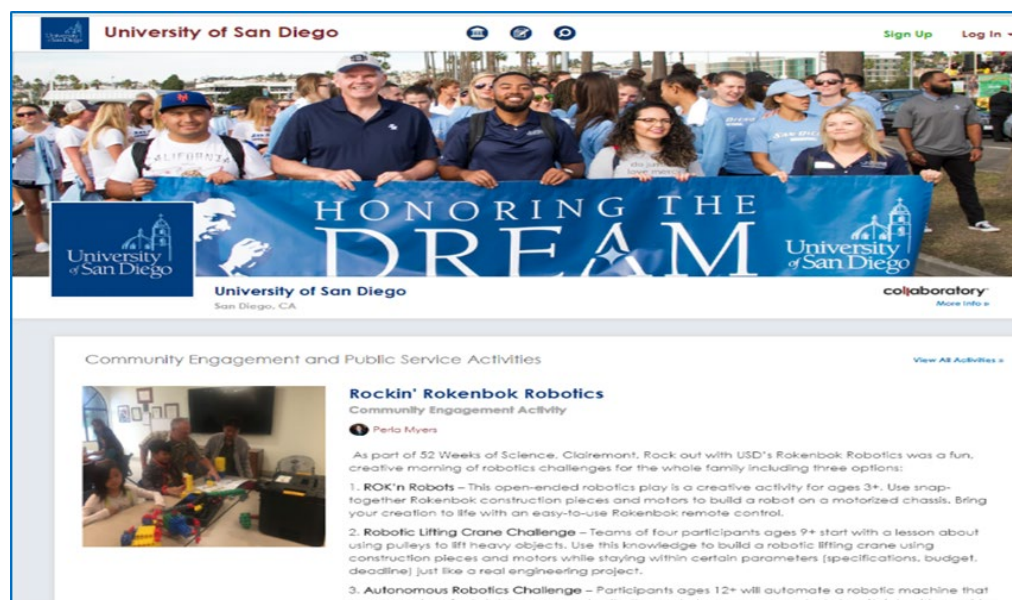 University of San Diego
Sign Up
Log In
HONORING THE
DREAM
University
of San Diego
University
of San Diego
University of San Diego
San Diego, CA
collaboratory
More Info »
Community Engagement and Public Service Activities
View All Activities »
Rockin' Rokenbok Robotics
Community Engagement Activity
Perla Myers
As part of 52 Weeks of Science, Clairemont, Rock out with USD's Rokenbok Robotics was a fun,
creative morning of robotics challenges for the whole family including three options:
1. ROK'n Robots – This open-ended robotics play is a creative activity for ages 3+. Use snap-
together Rokenbok construction pieces and motors to build a robot on a motorized chassis. Bring
your creation to life with an easy-to-use Rokenbok remote control.
2. Robotic Lifting Crane Challenge – Teams of four participants ages 9+ start with a lesson about
using pulleys to lift heavy objects. Use this knowledge to build a robotic lifting crane using
construction pieces and motors while staying within certain parameters (specifications, budget,
deadline) just like a real engineering project.
3. Autonomous Robotics Challenge – Participants ages 12+ will automate a robotic machine that